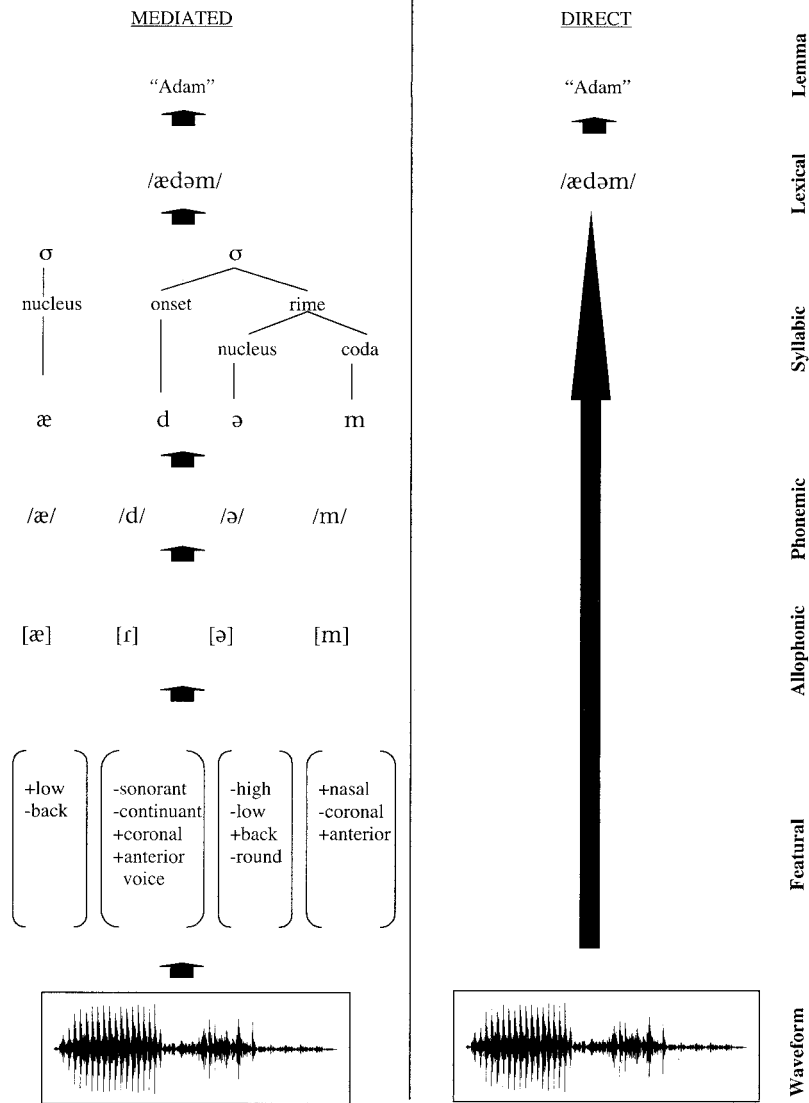 MEDIATED
"Adam"
/ædəm/
σ σ
nucleus onset rime
nucleus coda
æ d ə m
/æ/ /d/ /ə/ /m/
[æ] [ɾ] [ə] [m]
+low -sonorant -high +nasal
-back -continuant -low -coronal
+coronal +back +anterior
+anterior -round
voice
DIRECT
"Adam"
/ædəm/
Lemma
Lexical
Syllabic
Phonemic
Allophonic
Featural
Waveform